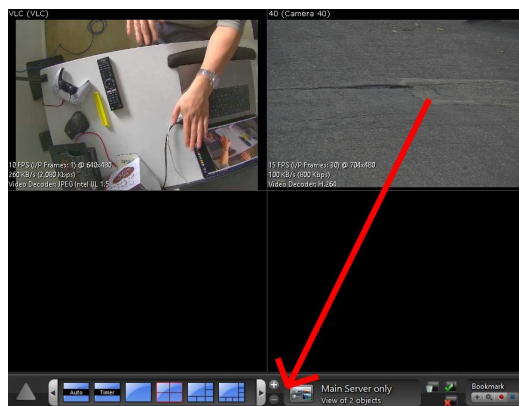 VLC (VLC)
40 (Camera 40)
10 FPS (I/P Frames: 1) @ 640x480
260 KB/s (2,080 Kbps)
Video Decoder: JPEG Intel IJL 1.5
15 FPS (I/P Frames: 30) @ 704x480
100 KB/s (800 Kbps)
Video Decoder: H.264
Auto
Timer
Main Server only
View of 2 objects
Bookmark